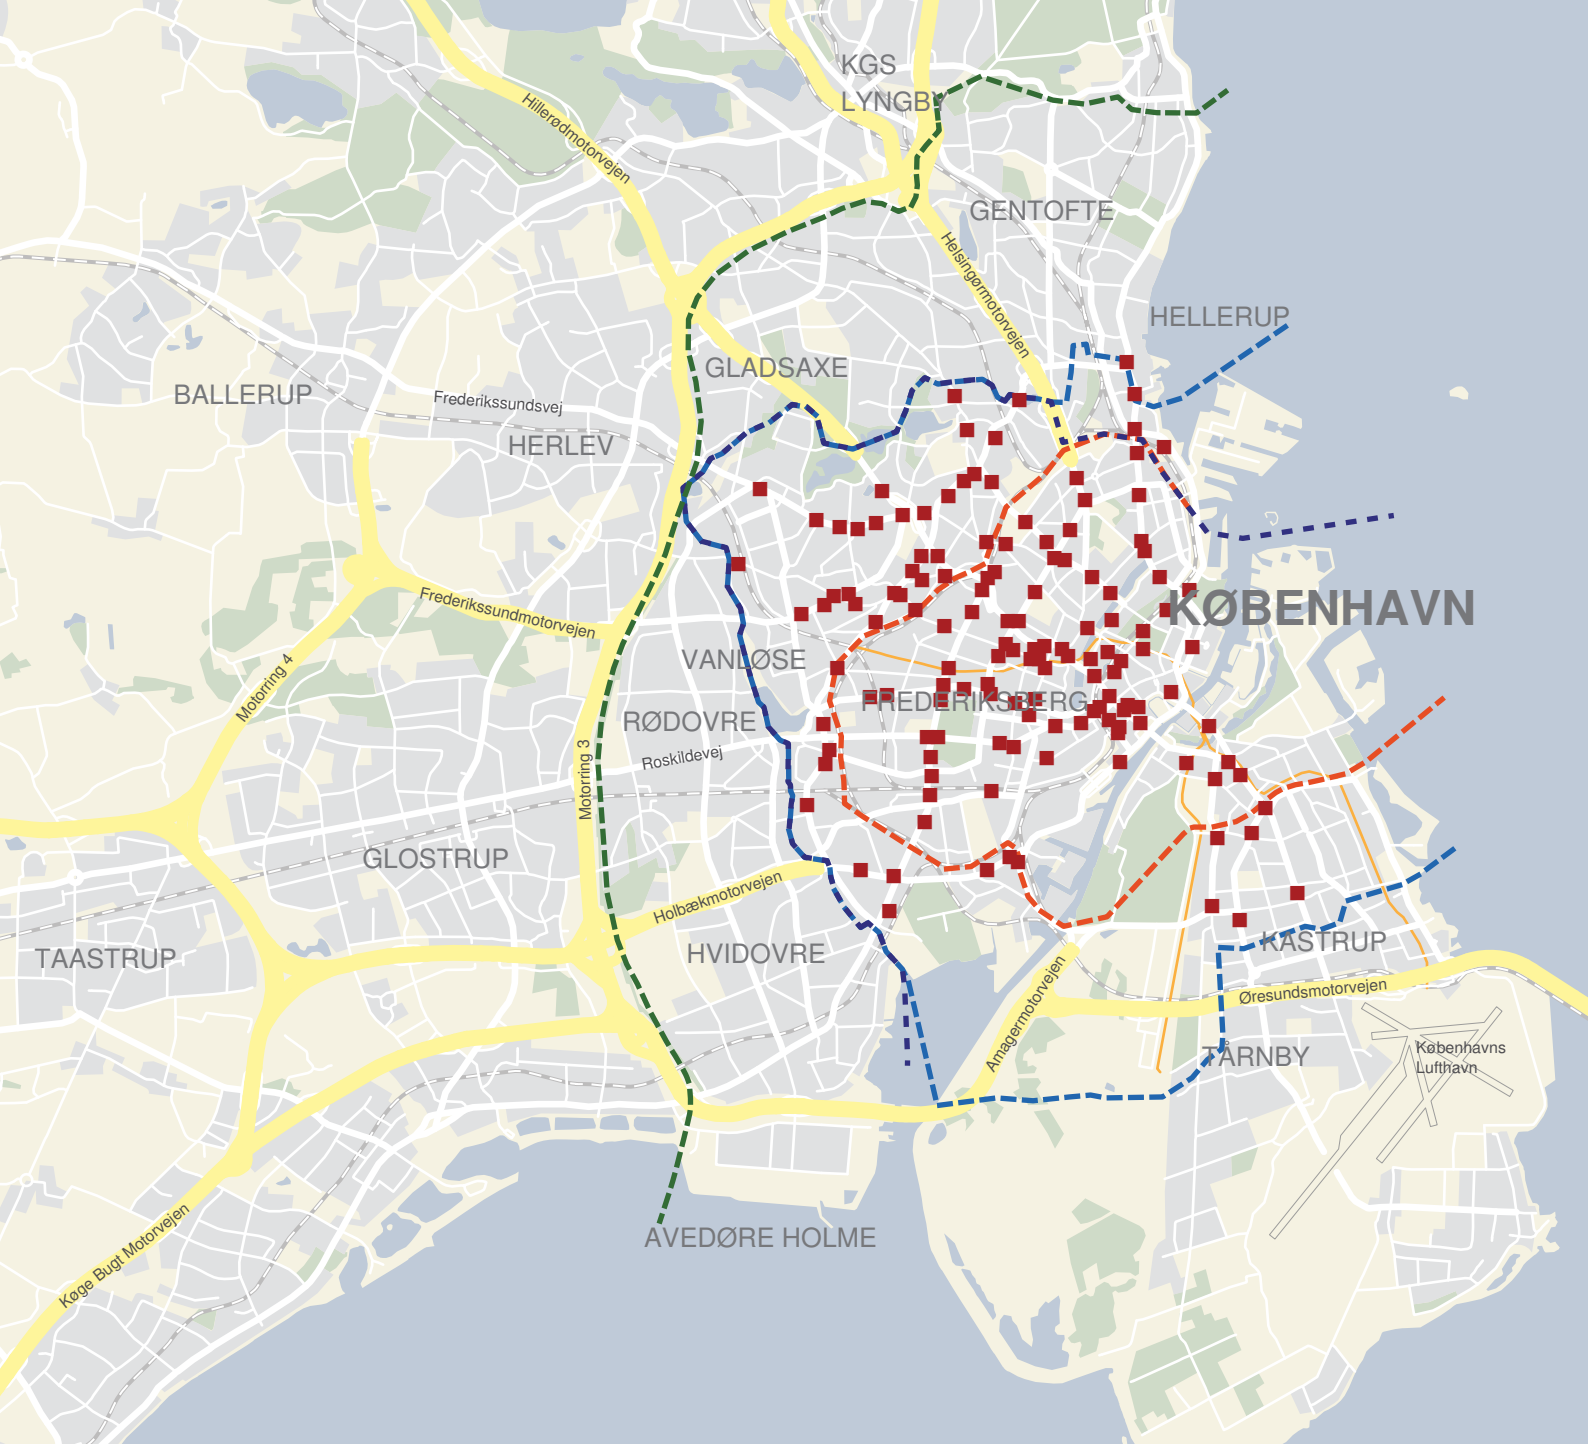 KGS
LYNGBY
Hillerødmotorvejen
GENTOFTE
Helsingørmotorvejen
HELLERUP
GLADSAXE
BALLERUP
Frederikssundsvej
HERLEV
Frederikssundmotorvejen
KØBENHAVN
VANLØSE
Motorring 4
FREDERIKSBERG
RØDOVRE
Roskildevej
Motorring 3
GLOSTRUP
Holbækmotorvejen
KASTRUP
HVIDOVRE
TAASTRUP
Øresundsmotorvejen
Amagermotorvejen
TÅRNBY
Københavns
Lufthavn
AVEDØRE HOLME
Køge Bugt Motorvejen